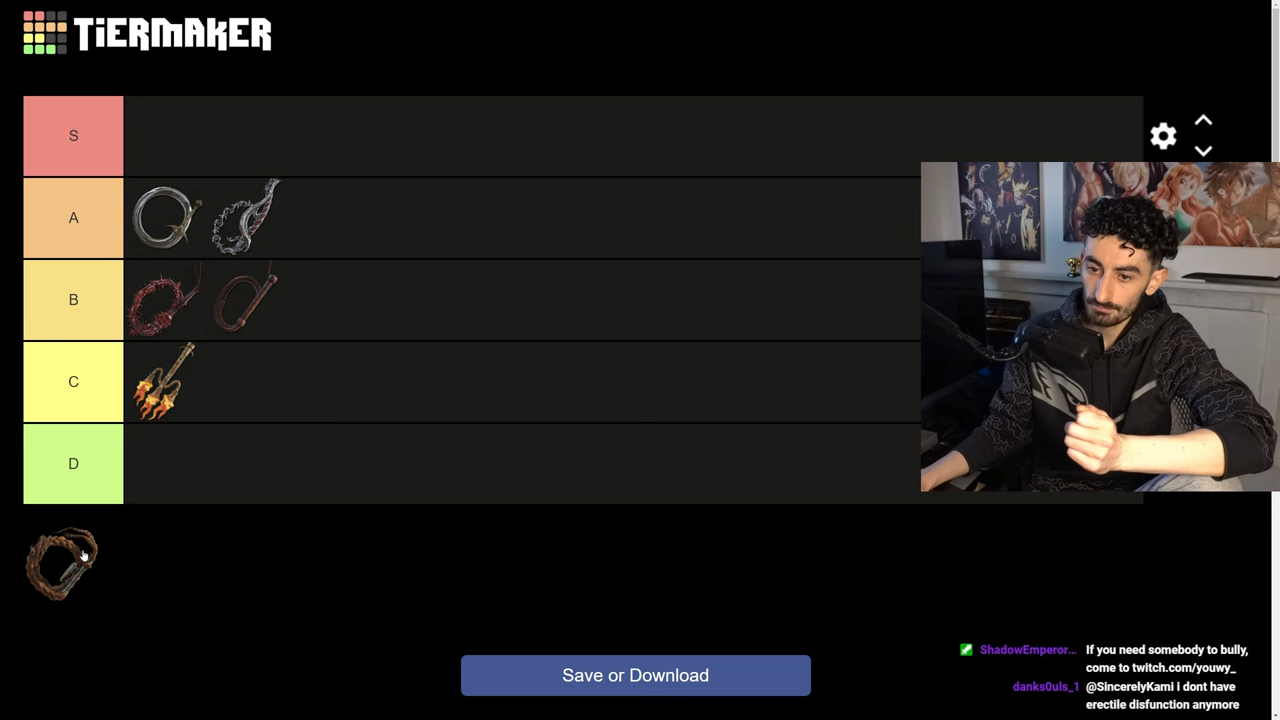 TIERMAKER
S
A
B
C
D
Save or Download
ShadowEmperor... If you need somebody to bully,
come to twitch.com/youwy_
danks0uls_1 @SincerelyKami i dont have
erectile disfunction anymore